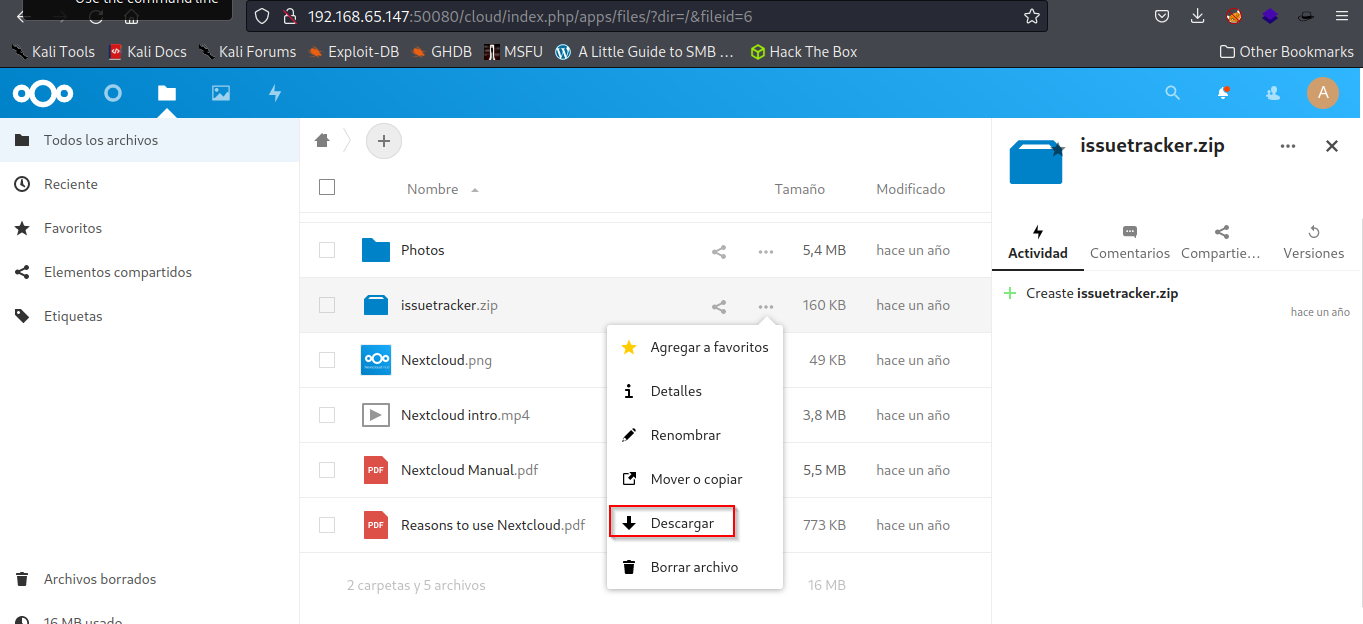 Use the command line
192.168.65.147:50080/cloud/index.php/apps/files/?dir=/&fileid=6
Kali Tools Kali Docs Kali Forums Exploit-DB GHDB MSFU A Little Guide to SMB ... Hack The Box Other Bookmarks
A
Todos los archivos
Reciente
Favoritos
Elementos compartidos
Etiquetas
Archivos borrados
16 MB usado
Nombre Tamaño Modificado
Photos 5,4 MB hace un año
issuetracker.zip 160 KB hace un año
Nextcloud.png 49 KB hace un año
Nextcloud intro.mp4 3,8 MB hace un año
PDF Nextcloud Manual.pdf 5,5 MB hace un año
PDF Reasons to use Nextcloud.pdf 773 KB hace un año
2 carpetas y 5 archivos 16 MB
Agregar a favoritos
Detalles
Renombrar
Mover o copiar
Descargar
Borrar archivo
issuetracker.zip
Actividad Comentarios Compartie... Versiones
Creaste issuetracker.zip
hace un año